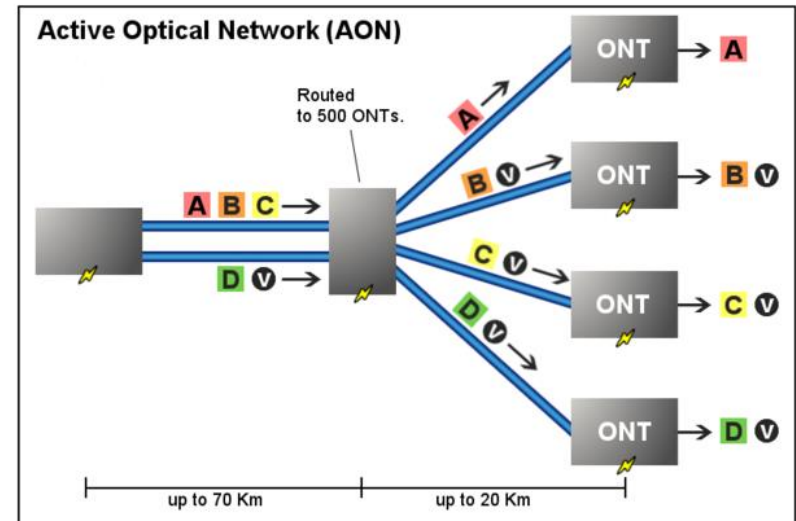 Active Optical Network (AON)
Routed
to 500 ONTs.
A B C
D V
A
B V
C V
D V
ONT
A
ONT
B V
ONT
C V
ONT
D V
up to 70 Km
up to 20 Km